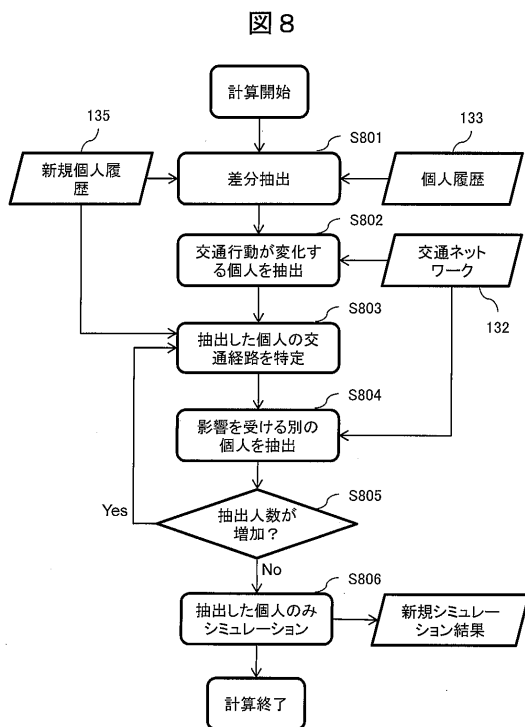 図8
計算開始
135
133
S801
新規個人履
歴
差分抽出
個人履歴
S802
交通行動が変化す
る個人を抽出
交通ネット
ワーク
132
S803
抽出した個人の交
通経路を特定
S804
影響を受ける別の
個人を抽出
S805
Yes
抽出人数が
増加?
No
S806
抽出した個人のみ
シミュレーション
新規シミュレー
ション結果
計算終了